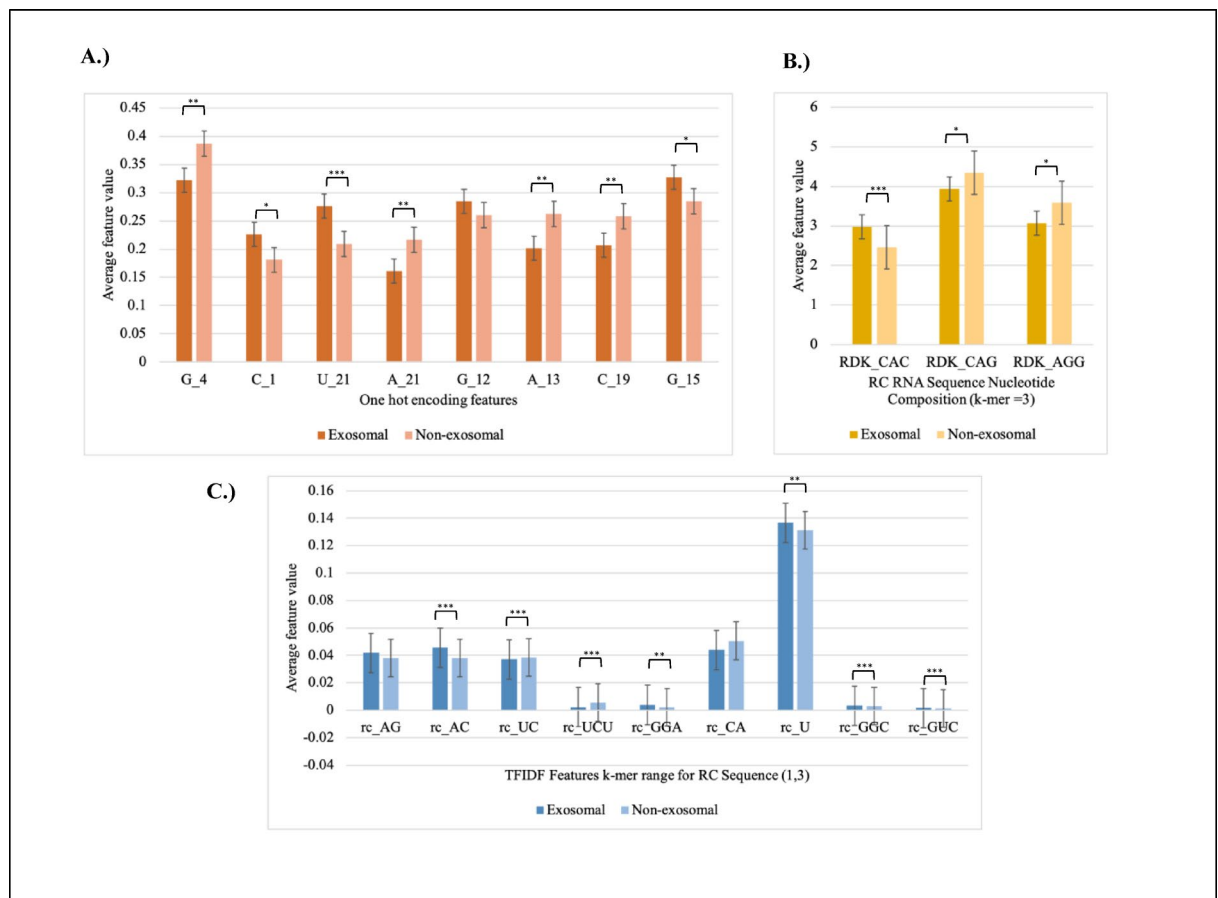 A.)
0.45
0.4
0.35
0.3
0.25
0.2
0.15
0.1
0.05
0
Average feature value
** * *** ** ** ** *
G_4 C_1 U_21 A_21 G_12 A_13 C_19 G_15
One hot encoding features
Exosomal Non-exosomal
B.)
6
5
4
3
2
1
0
Average feature value
*** * *
RDK_CAC RDK_CAG RDK_AGG
RC RNA Sequence Nucleotide
Composition (k-mer =3)
Exosomal Non-exosomal
C.)
0.16
0.14
0.12
0.1
0.08
0.06
0.04
0.02
0
-0.02
-0.04
Average feature value
*** *** *** ** ** *** ***
rc_AG rc_AC rc_UC rc_UCU rc_GGA rc_CA rc_U rc_GGC rc_GUC
TFIDF Features k-mer range for RC Sequence (1,3)
Exosomal Non-exosomal